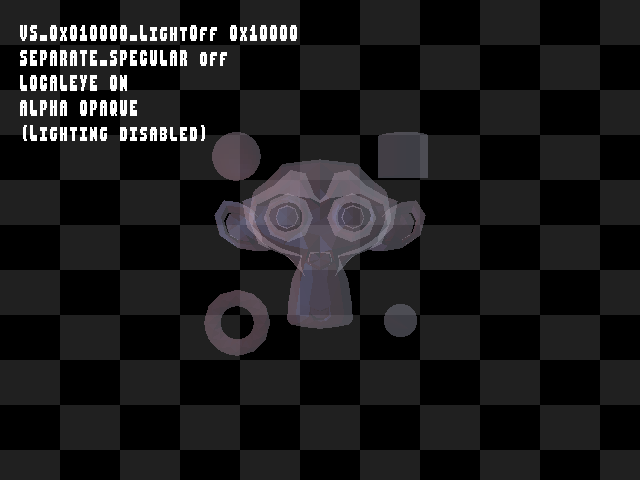 VS_0x010000_LightOff 0x10000
SEPARATE_SPECULAR off
LOCALEYE ON
ALPHA OPAQUE
(Lighting disabled)